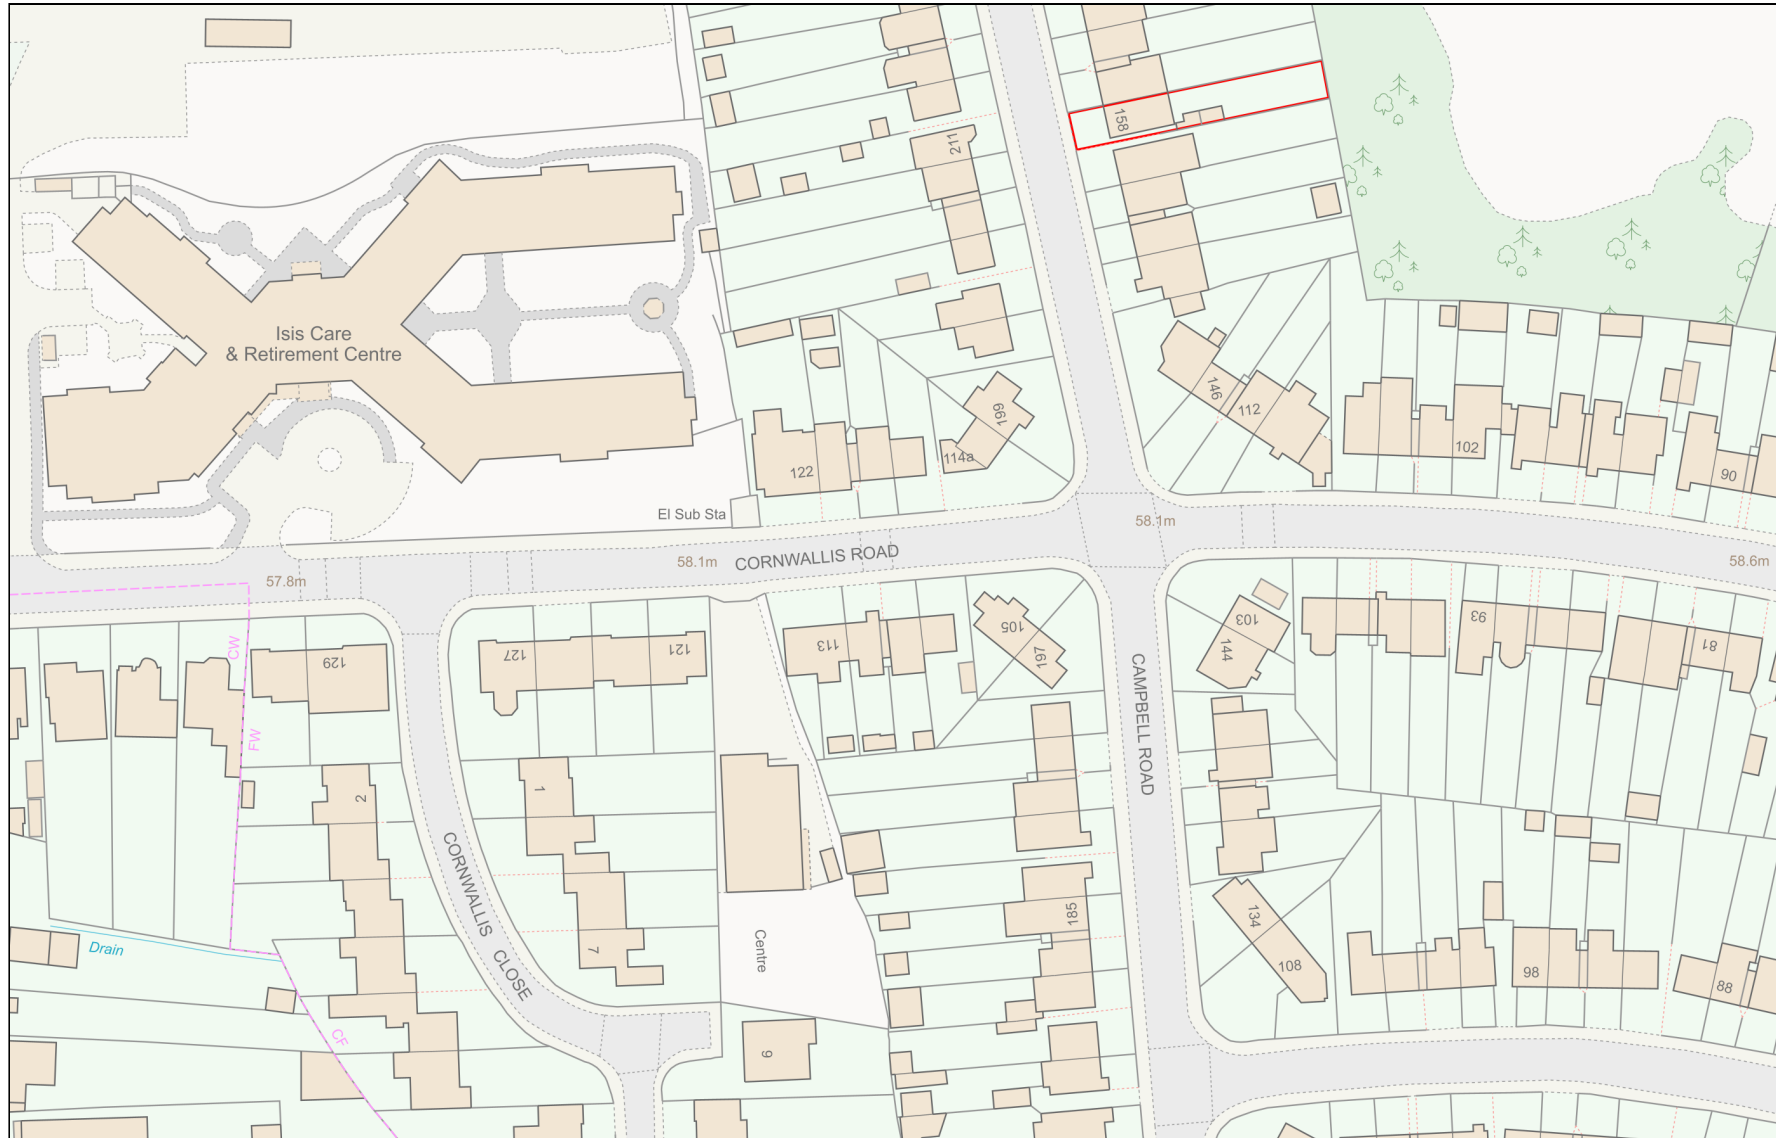 158
211
Isis Care
& Retirement Centre
199
146
112
102
90
122
114a
El Sub Sta
58.1m
58.1m
CORNWALLIS ROAD
58.6m
57.8m
CW
FW
129
127
121
113
105
197
103
144
93
81
CAMPBELL ROAD
2
1
CORNWALLIS CLOSE
7
Centre
185
134
108
98
88
Drain
CF
9